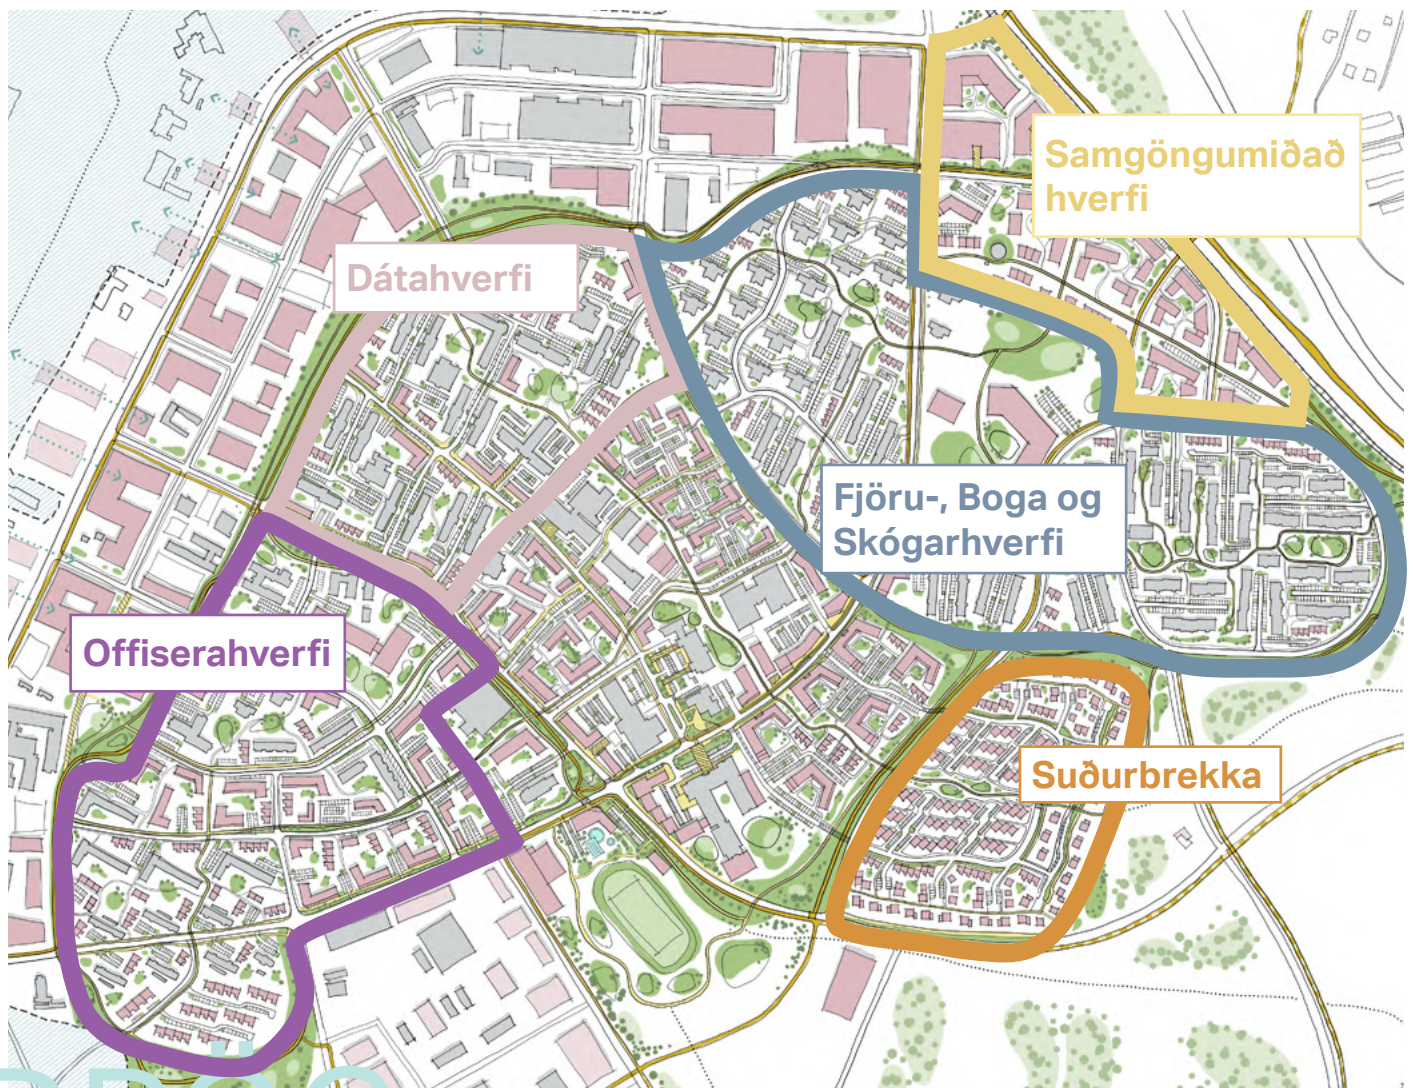 Samgöngumiðað
hverfi
Dátahverfi
Fjöru-, Boga og
Skógarhverfi
Offiserahverfi
Suðurbrekka